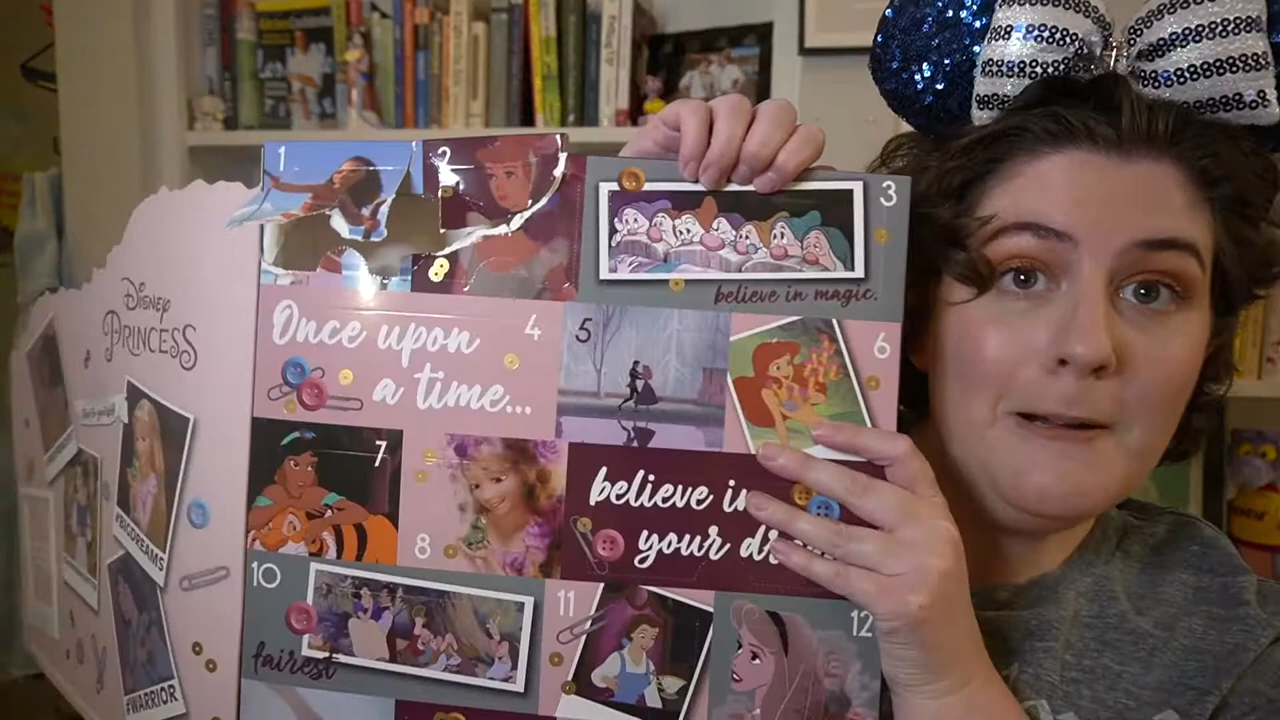 DISNEY
PRINCESS
#BIGDREAMS
#WARRIOR
1
2
3
believe in magic.
Once upon
a time...
4
5
6
7
8
believe in
your
10
fairest
11
12